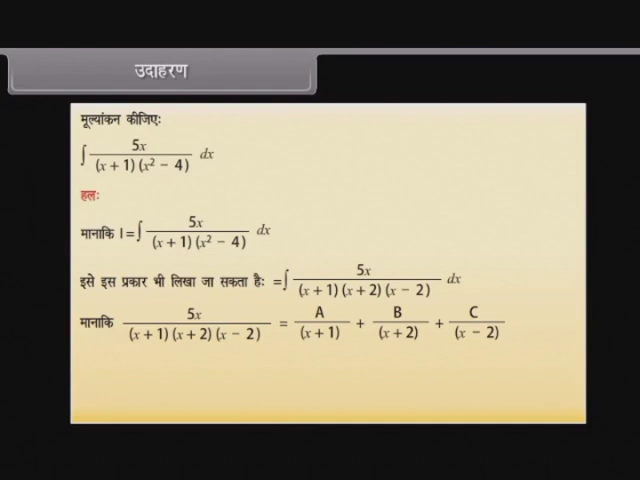 उदाहरण
मूल्यांकन कीजिए:
∫ 5x / (x + 1) (x² − 4) dx
हल:
मानाकि I = ∫ 5x / (x + 1) (x² − 4) dx
इसे इस प्रकार भी लिखा जा सकता है: = ∫ 5x / (x + 1) (x + 2) (x − 2) dx
मानाकि 5x / (x + 1) (x + 2) (x − 2) = A / (x + 1) + B / (x + 2) + C / (x − 2)